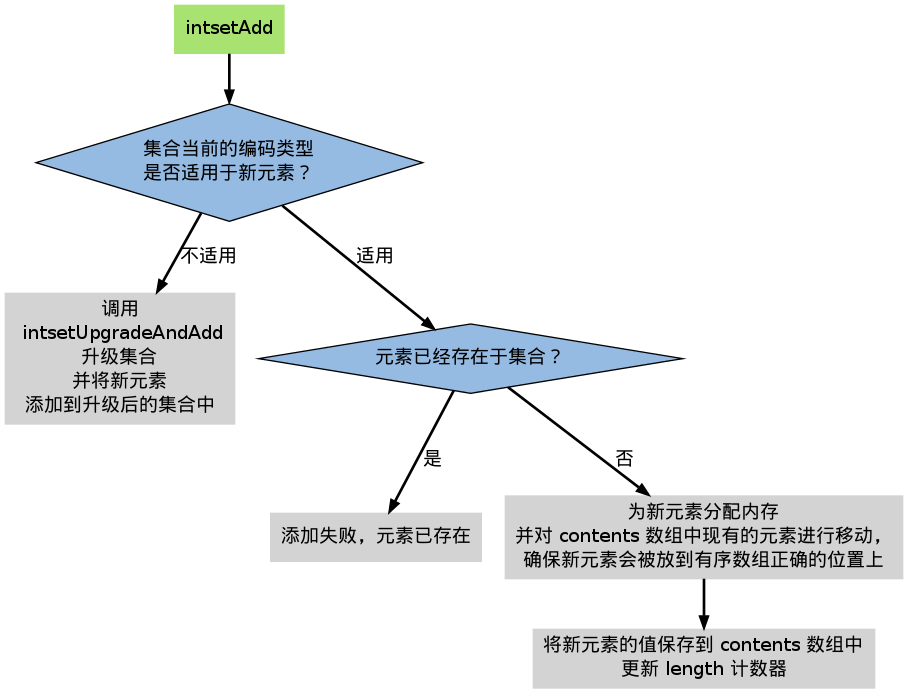 intsetAdd
集合当前的编码类型
是否适用于新元素？
不适用
适用
调用
intsetUpgradeAndAdd
升级集合
并将新元素
添加到升级后的集合中
元素已经存在于集合？
是
否
添加失败，元素已存在
为新元素分配内存
并对 contents 数组中现有的元素进行移动，
确保新元素会被放到有序数组正确的位置上
将新元素的值保存到 contents 数组中
更新 length 计数器